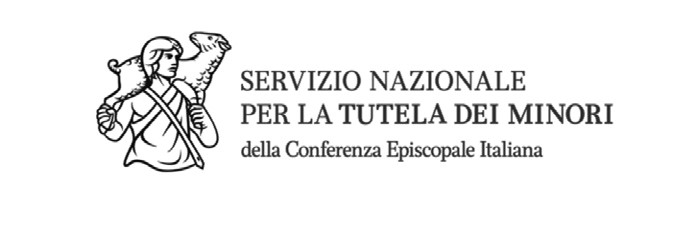 SERVIZIO NAZIONALE
PER LA TUTELA DEI MINORI
della Conferenza Episcopale Italiana